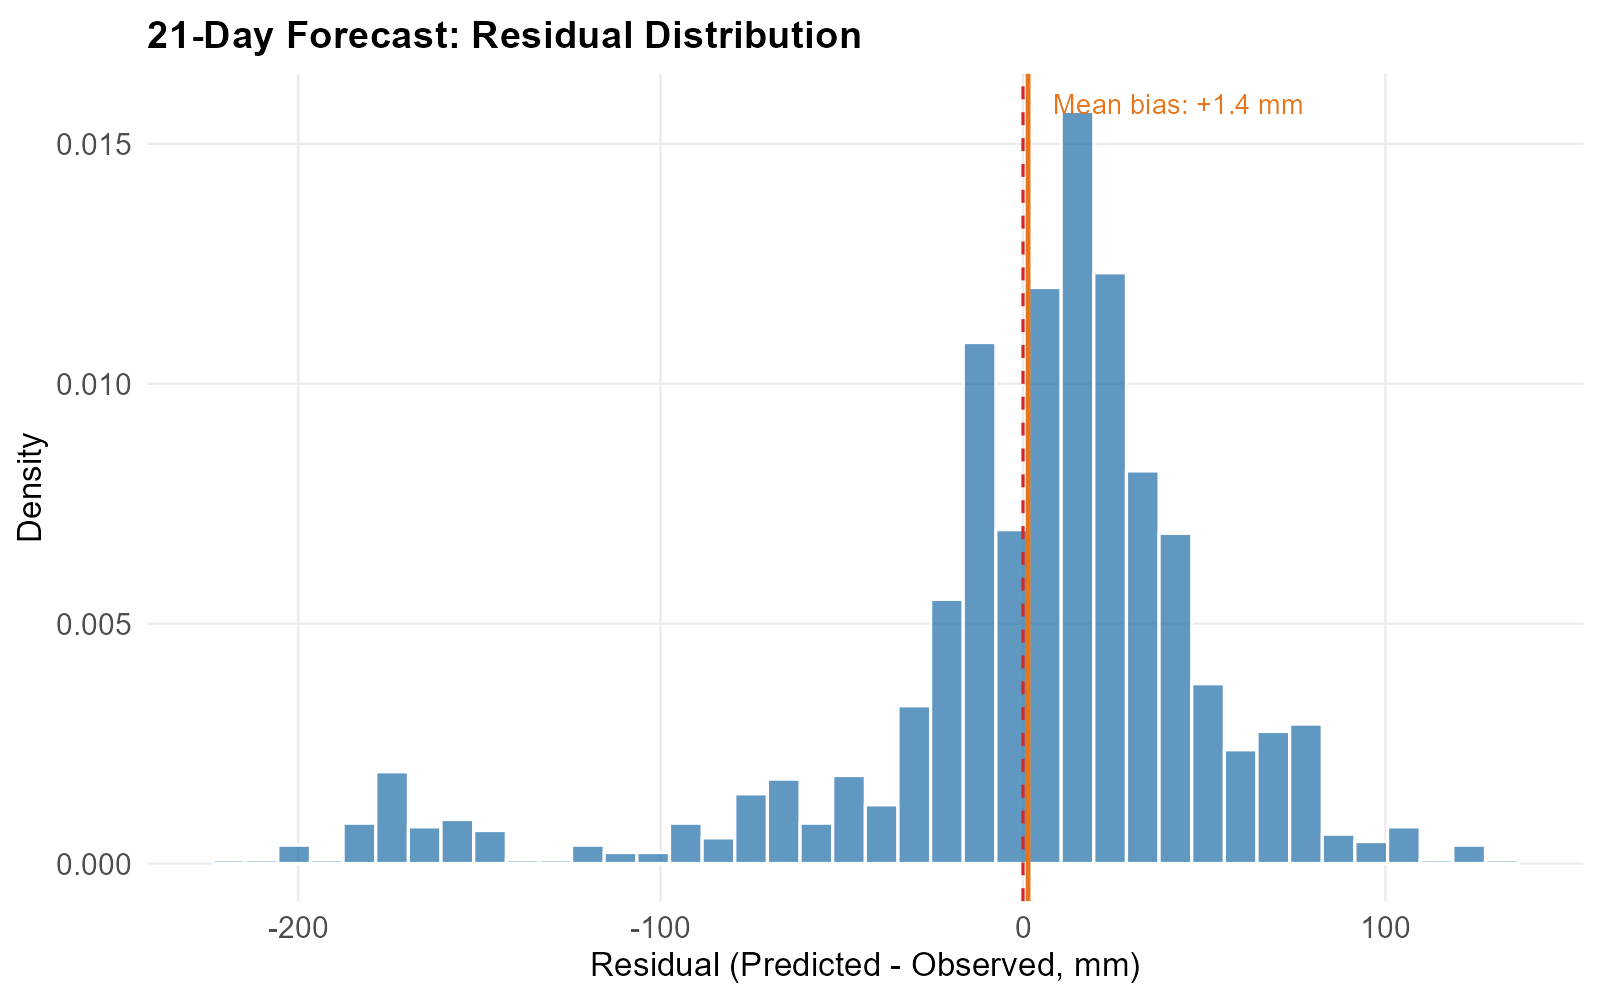 21-Day Forecast: Residual Distribution
Mean bias: +1.4 mm
0.015
0.010
0.005
0.000
Density
-200
-100
0
100
Residual (Predicted - Observed, mm)